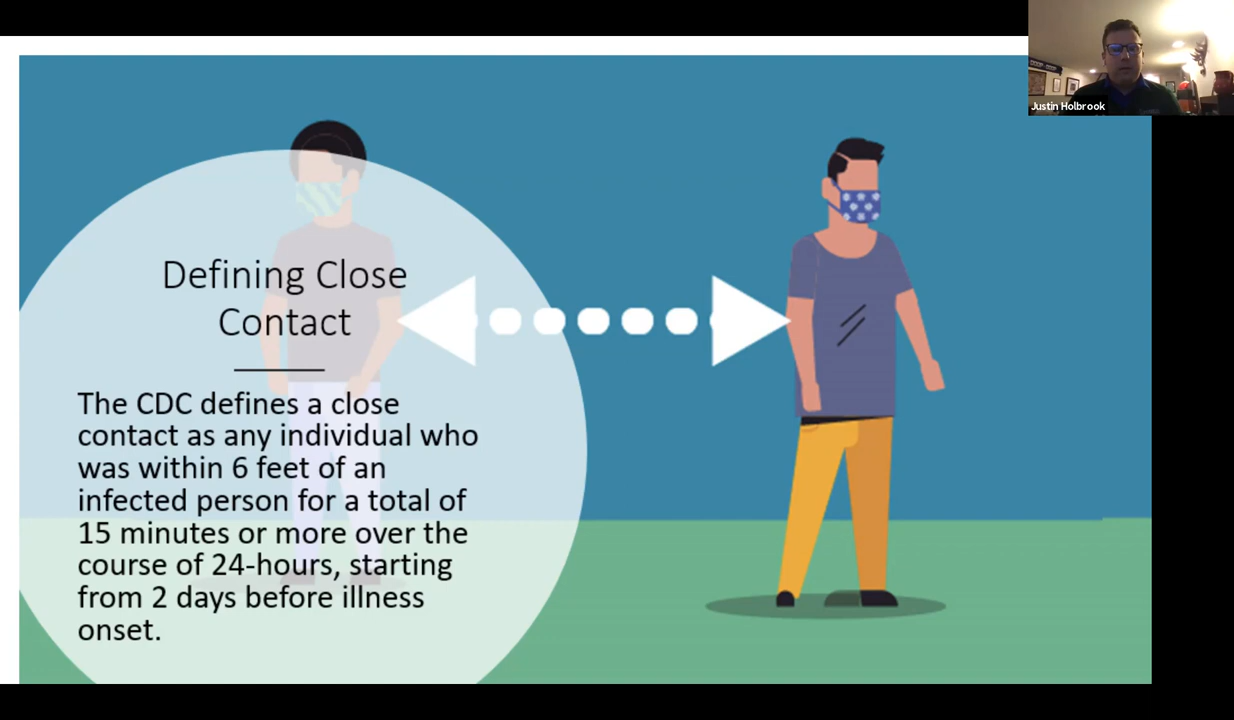 Justin Holbrook
Defining Close
Contact
The CDC defines a close
contact as any individual who
was within 6 feet of an
infected person for a total of
15 minutes or more over the
course of 24-hours, starting
from 2 days before illness
onset.